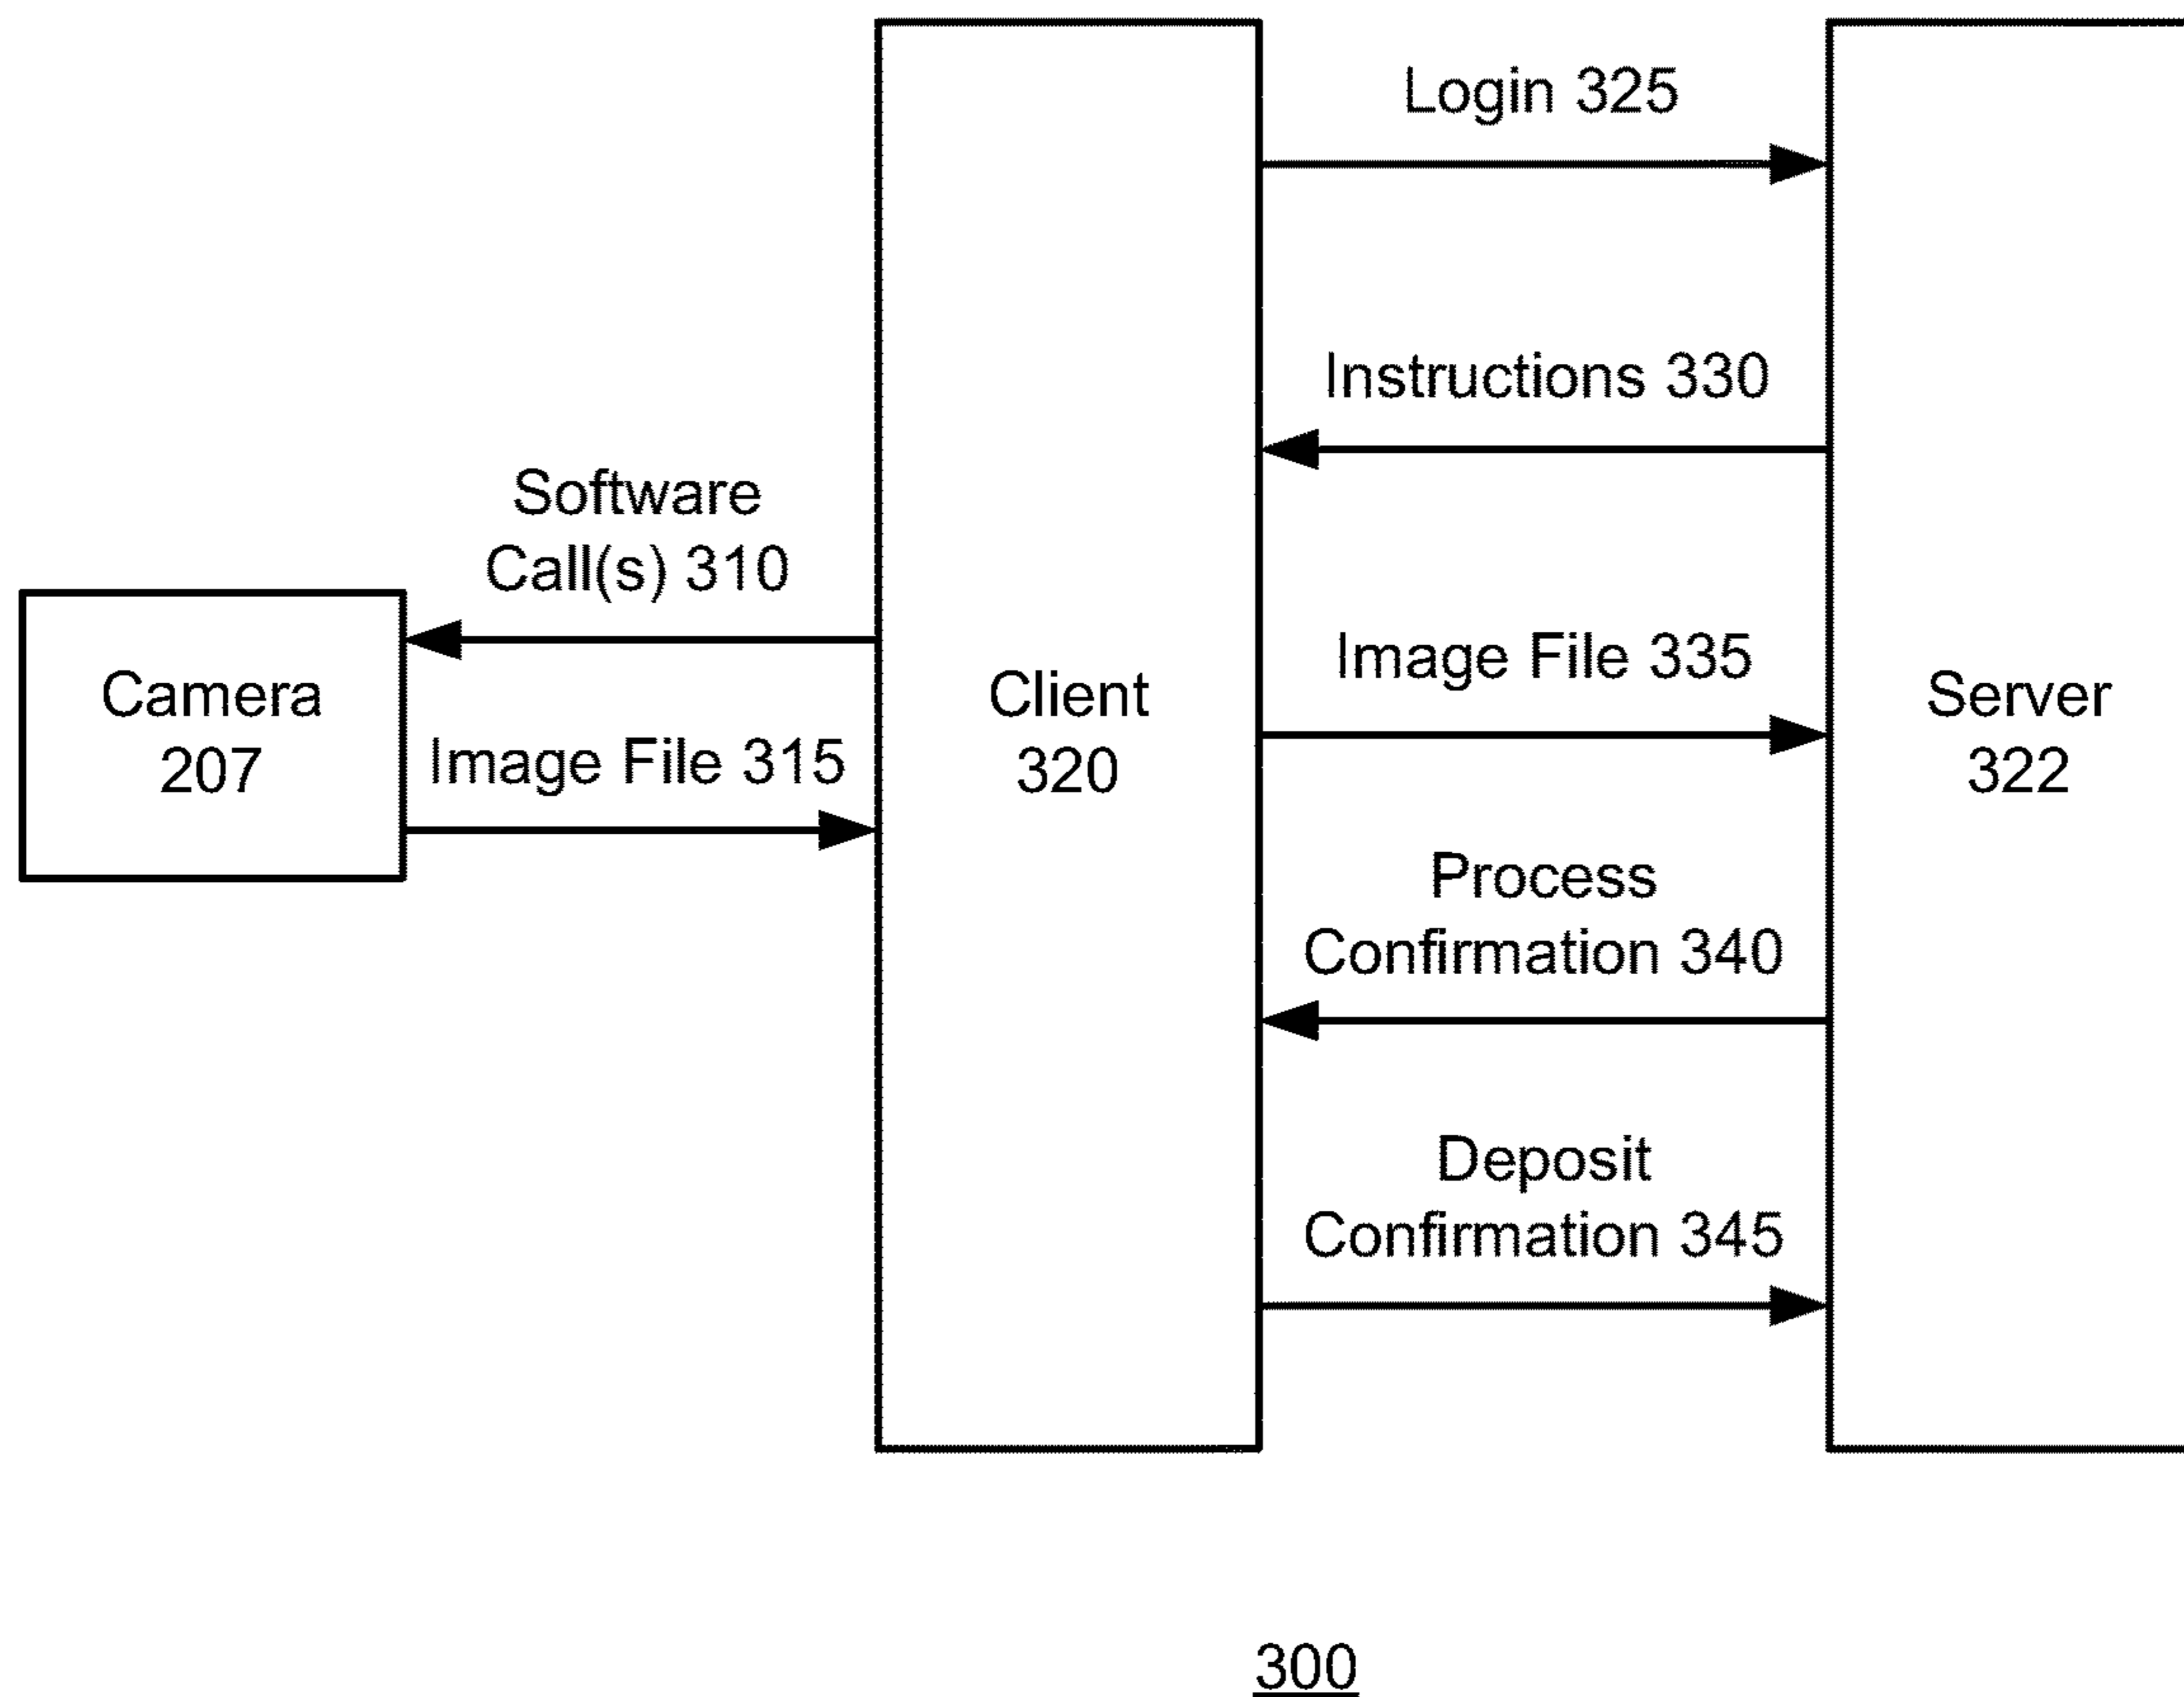 Login 325
Instructions 330
Software
Call(s) 310
Image File 335
Camera
207
Client
320
Server
322
Image File 315
Process
Confirmation 340
Deposit
Confirmation 345
300